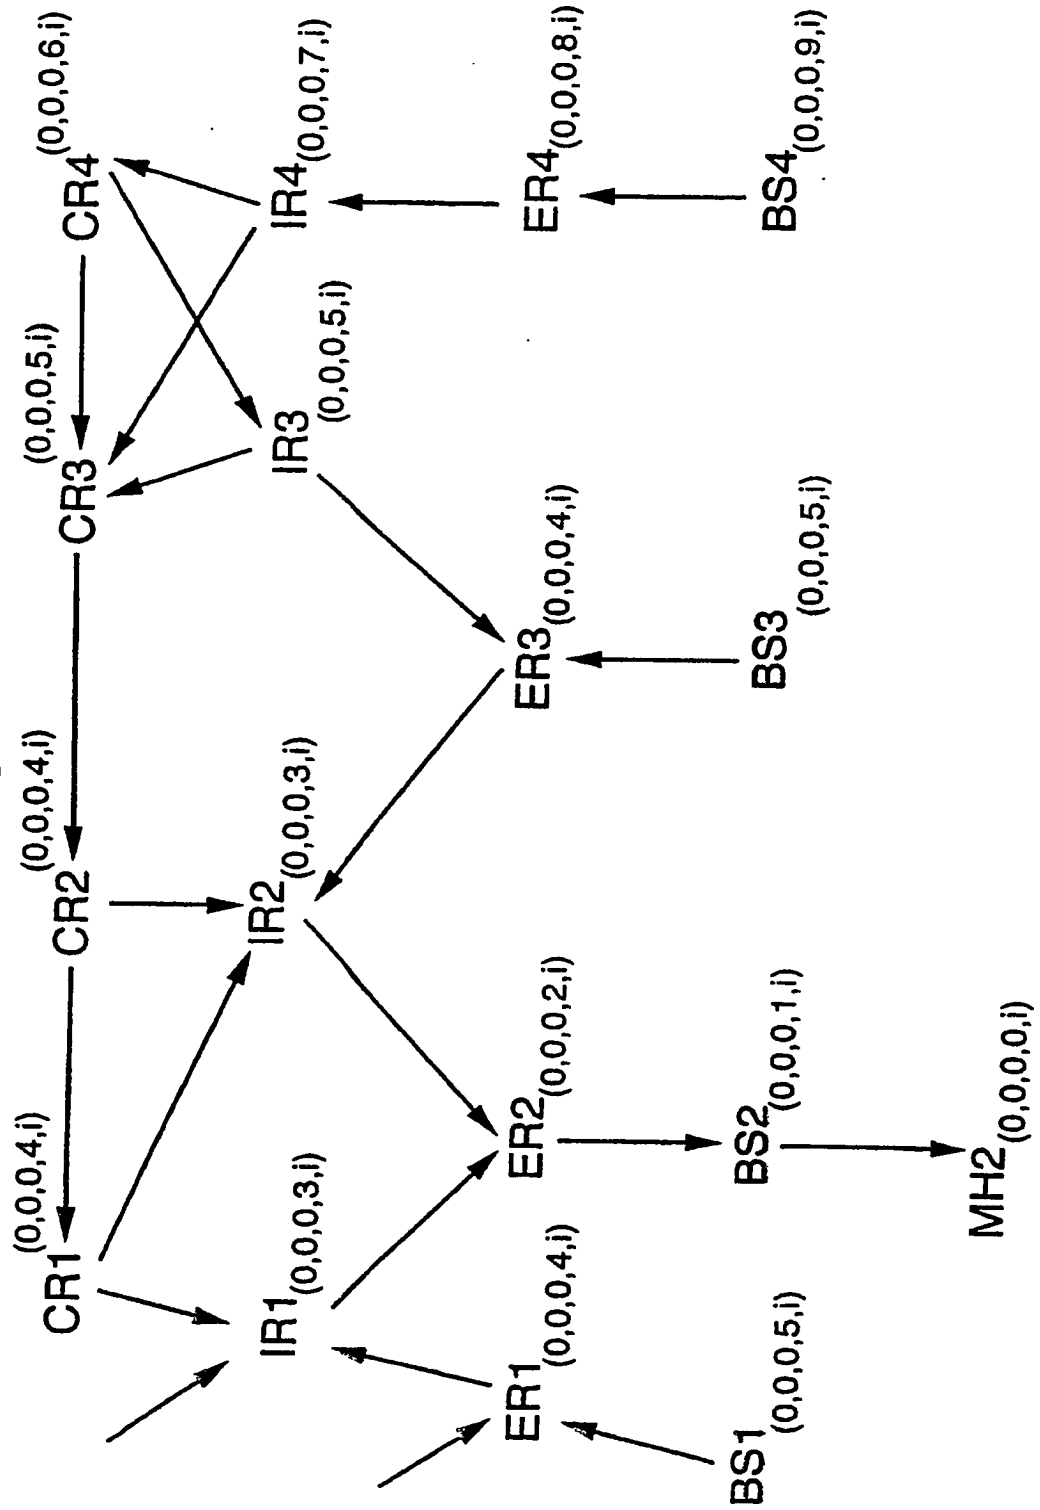 CR1 (0,0,0,4,i)
CR2 (0,0,0,4,i)
CR3 (0,0,0,5,i)
CR4 (0,0,0,6,i)
IR1 (0,0,0,3,i)
IR2 (0,0,0,3,i)
IR3 (0,0,0,5,i)
IR4 (0,0,0,7,i)
ER1 (0,0,0,4,i)
ER2 (0,0,0,2,i)
ER3 (0,0,0,4,i)
ER4 (0,0,0,8,i)
BS1 (0,0,0,5,i)
BS2 (0,0,0,1,i)
BS3 (0,0,0,5,i)
BS4 (0,0,0,9,i)
MH2 (0,0,0,0,i)